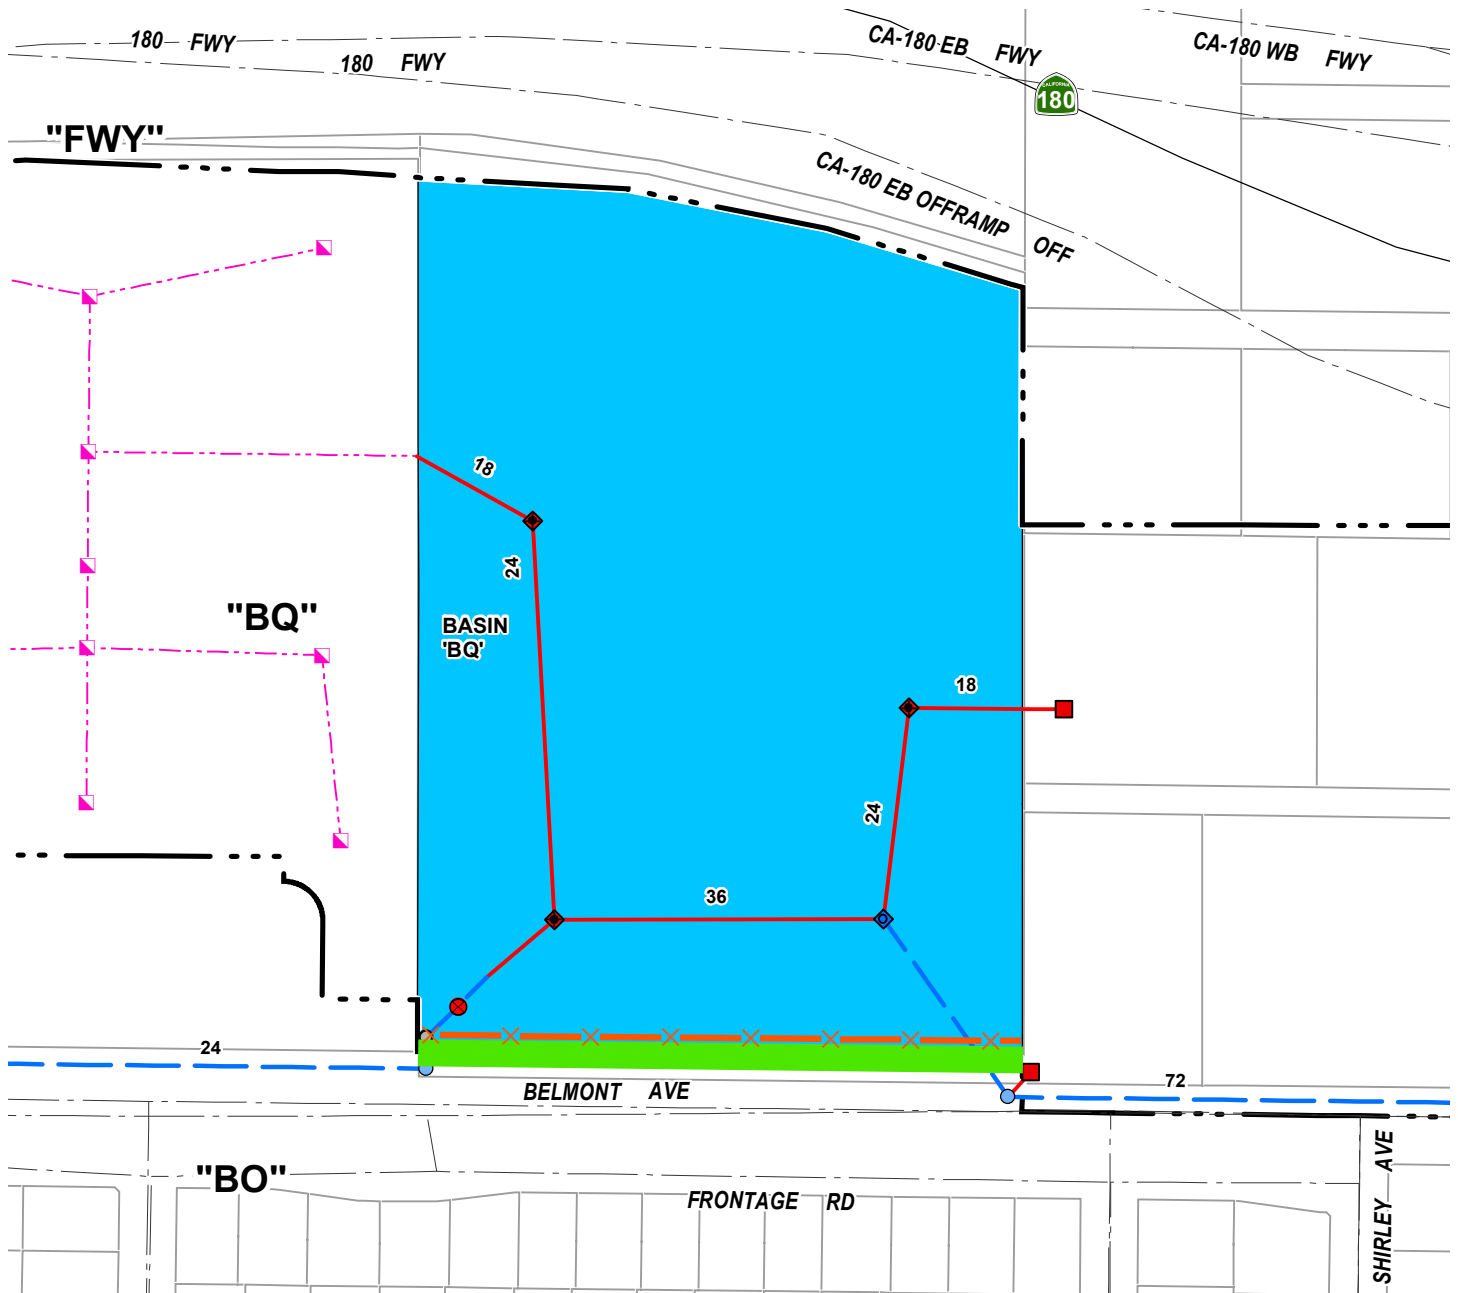 180 FWY
180 FWY
CA-180 EB FWY
CA-180 WB FWY
CALIFORNIA
180
"FWY"
CA-180 EB OFFRAMP OFF
18
24
"BQ"
BASIN
'BQ'
18
24
36
24
72
BELMONT AVE
"BO"
FRONTAGE RD
SHIRLEY AVE